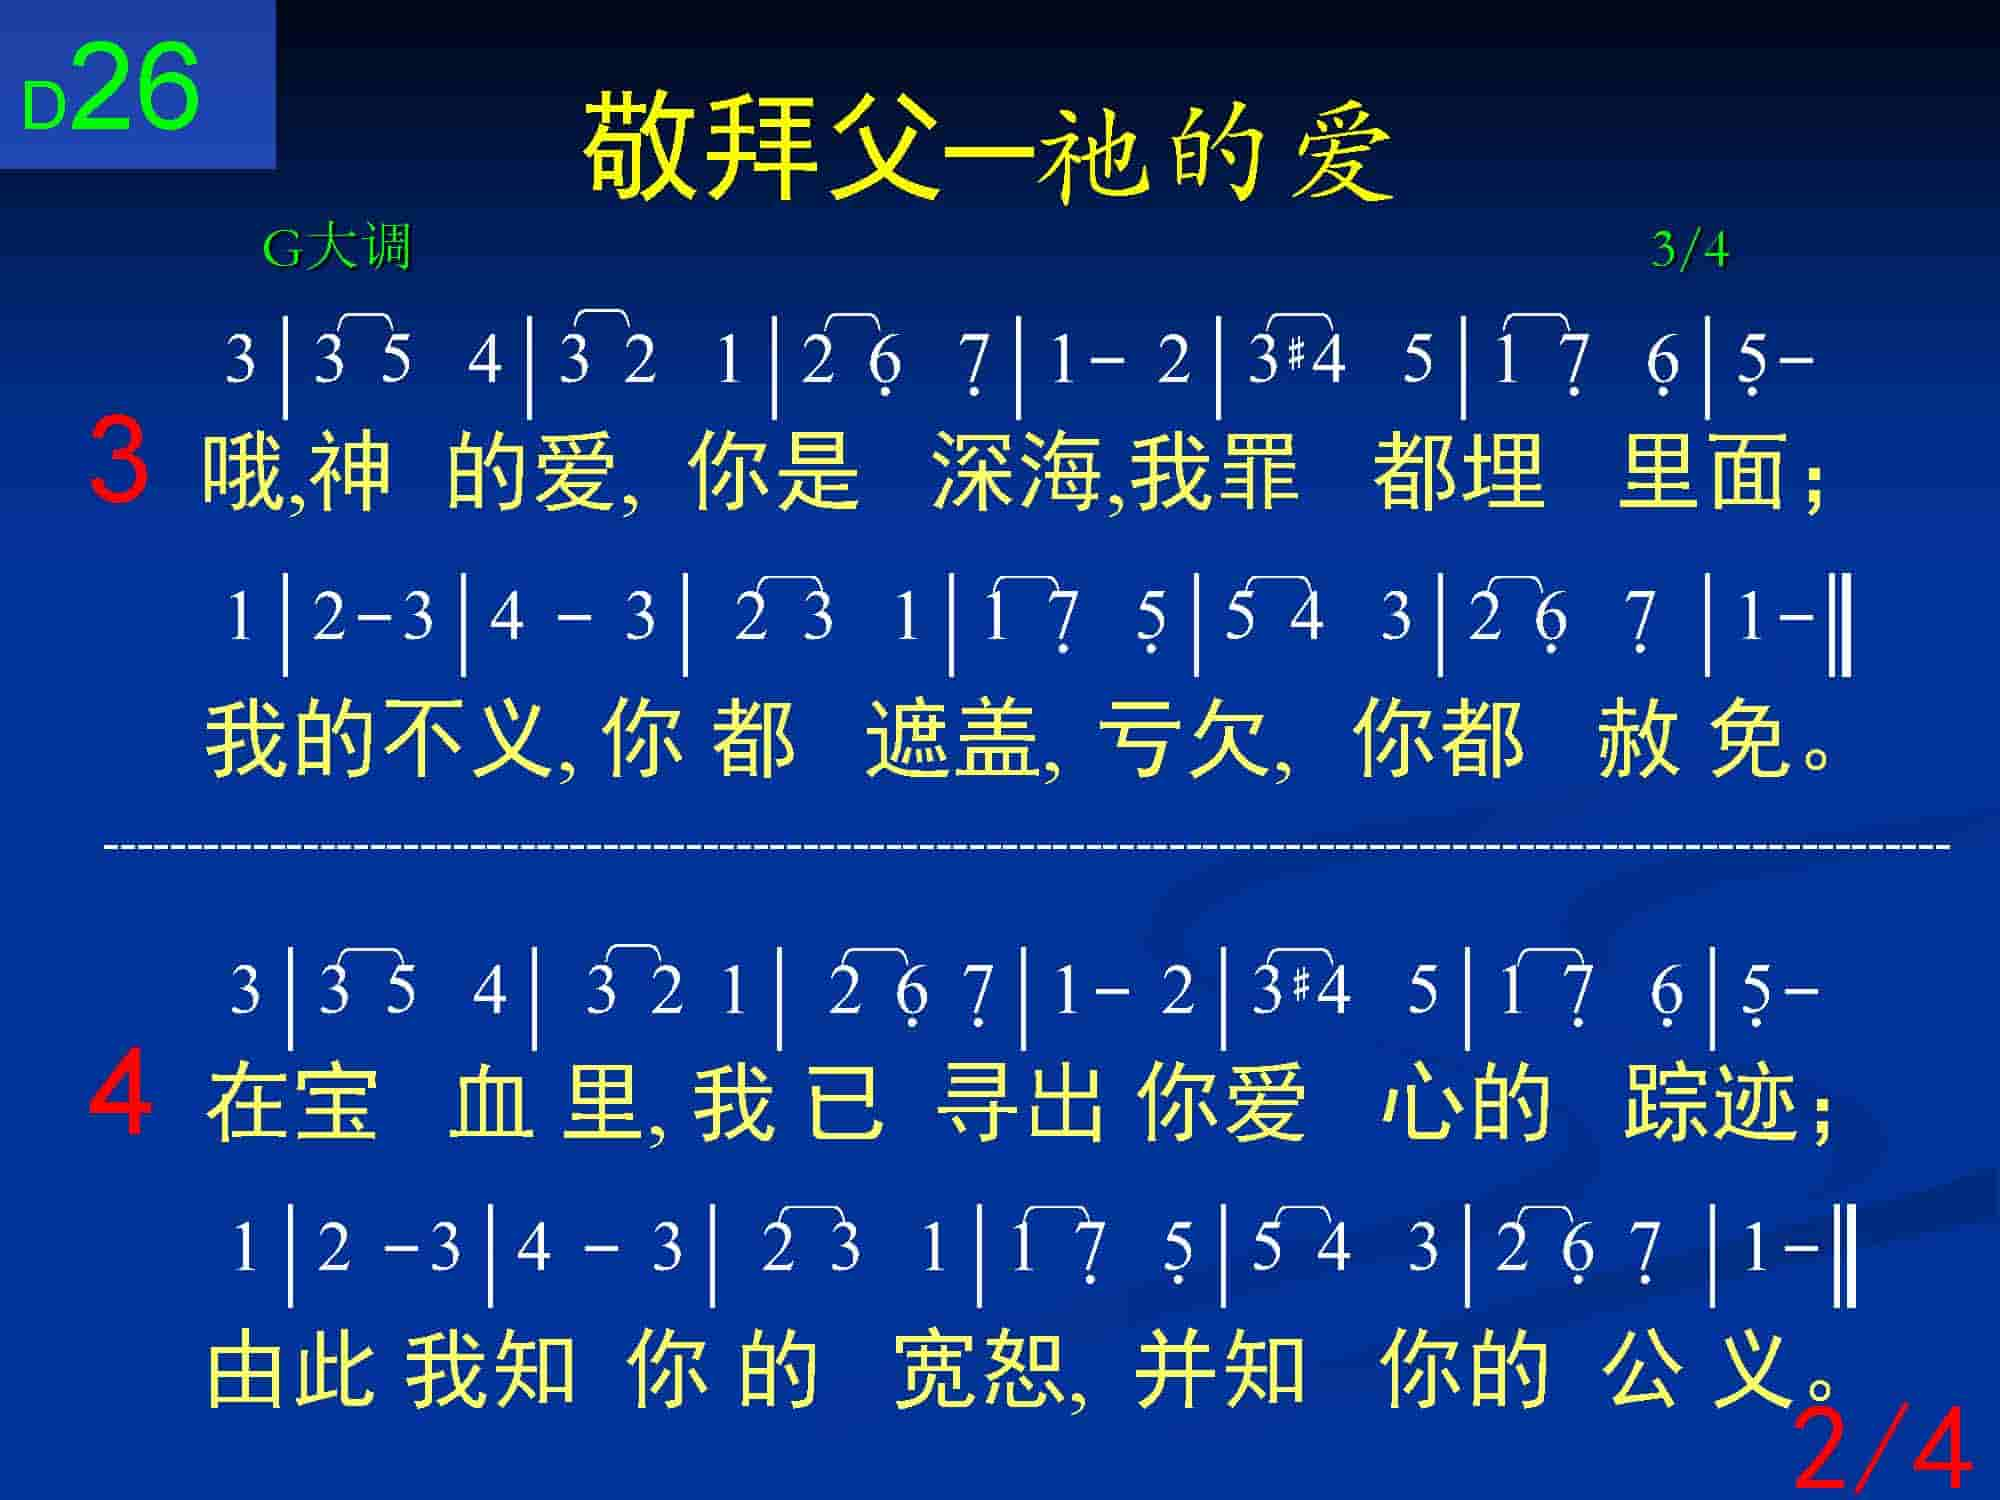 D26
敬拜父─祂的爱
G大调 3/4
3 | 3 5 4 | 3 2 1 | 2 6̣ 7̣ | 1 - 2 | 3 #4 5 | 1 7̣ 6̣ | 5̣ -
3 哦,神 的爱, 你是 深海,我罪 都埋 里面;
1 | 2 - 3 | 4 - 3 | 2 3 1 | 1 7̣ 5̣ | 5 4 3 | 2 6̣ 7̣ | 1 - ‖
我的不义, 你 都 遮盖, 亏欠, 你都 赦 免。
3 | 3 5 4 | 3 2 1 | 2 6̣ 7̣ | 1 - 2 | 3 #4 5 | 1 7̣ 6̣ | 5̣ -
4 在宝 血 里, 我 已 寻出 你爱 心的 踪迹;
1 | 2 - 3 | 4 - 3 | 2 3 1 | 1 7̣ 5̣ | 5 4 3 | 2 6̣ 7̣ | 1 - ‖
由此 我知 你 的 宽恕, 并知 你的 公 义。
2/4